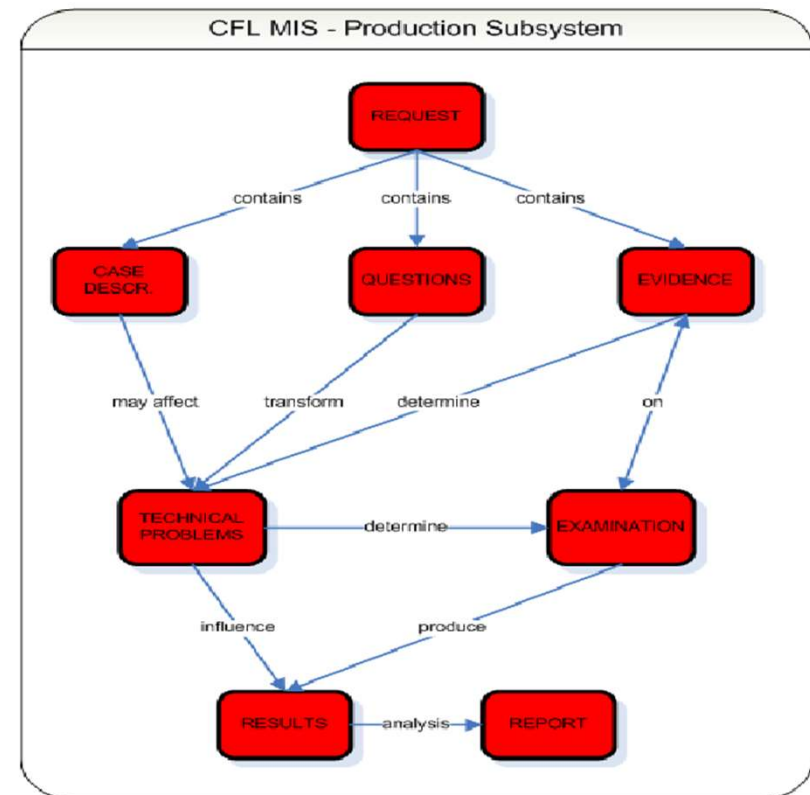 CFL MIS - Production Subsystem
REQUEST
contains
contains
contains
CASE
DESCR.
QUESTIONS
EVIDENCE
may affect
transform
determine
on
TECHNICAL
PROBLEMS
determine
EXAMINATION
influence
produce
RESULTS
analysis
REPORT